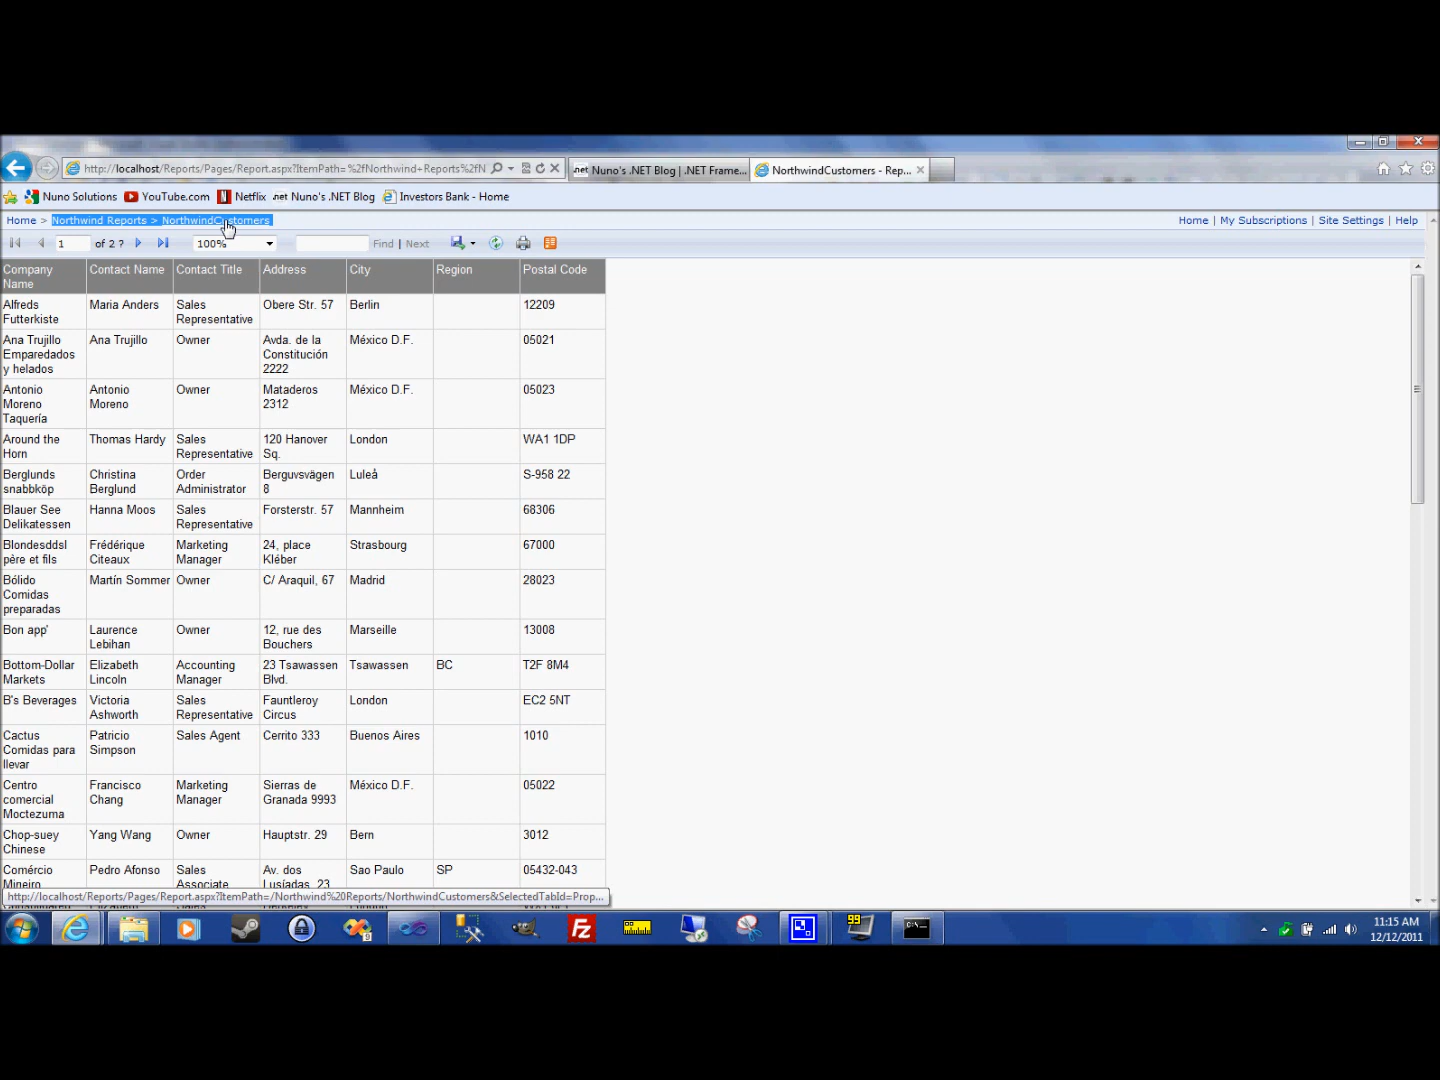 http://localhost/Reports/Pages/Report.aspx?ItemPath=%2fNorthwind+Reports%2fN
.net Nuno's .NET Blog | .NET Frame...
NorthwindCustomers - Rep...
Nuno Solutions YouTube.com Netflix .net Nuno's .NET Blog Investors Bank - Home
Home > Northwind Reports > NorthwindCustomers
Home | My Subscriptions | Site Settings | Help
1 of 2 ? 100% Find | Next
Company Name Contact Name Contact Title Address City Region Postal Code
Alfreds Futterkiste Maria Anders Sales Representative Obere Str. 57 Berlin 12209
Ana Trujillo Emparedados y helados Ana Trujillo Owner Avda. de la Constitución 2222 México D.F. 05021
Antonio Moreno Taquería Antonio Moreno Owner Mataderos 2312 México D.F. 05023
Around the Horn Thomas Hardy Sales Representative 120 Hanover Sq. London WA1 1DP
Berglunds snabbköp Christina Berglund Order Administrator Berguvsvägen 8 Luleå S-958 22
Blauer See Delikatessen Hanna Moos Sales Representative Forsterstr. 57 Mannheim 68306
Blondesddsl père et fils Frédérique Citeaux Marketing Manager 24, place Kléber Strasbourg 67000
Bólido Comidas preparadas Martín Sommer Owner C/ Araquil, 67 Madrid 28023
Bon app' Laurence Lebihan Owner 12, rue des Bouchers Marseille 13008
Bottom-Dollar Markets Elizabeth Lincoln Accounting Manager 23 Tsawassen Blvd. Tsawassen BC T2F 8M4
B's Beverages Victoria Ashworth Sales Representative Fauntleroy Circus London EC2 5NT
Cactus Comidas para llevar Patricio Simpson Sales Agent Cerrito 333 Buenos Aires 1010
Centro comercial Moctezuma Francisco Chang Marketing Manager Sierras de Granada 9993 México D.F. 05022
Chop-suey Chinese Yang Wang Owner Hauptstr. 29 Bern 3012
Comércio Mineiro Pedro Afonso Sales Associate Av. dos Lusíadas, 23 Sao Paulo SP 05432-043
http://localhost/Reports/Pages/Report.aspx?ItemPath=/Northwind%20Reports/NorthwindCustomers&SelectedTabId=Prop...
99
11:15 AM
12/12/2011